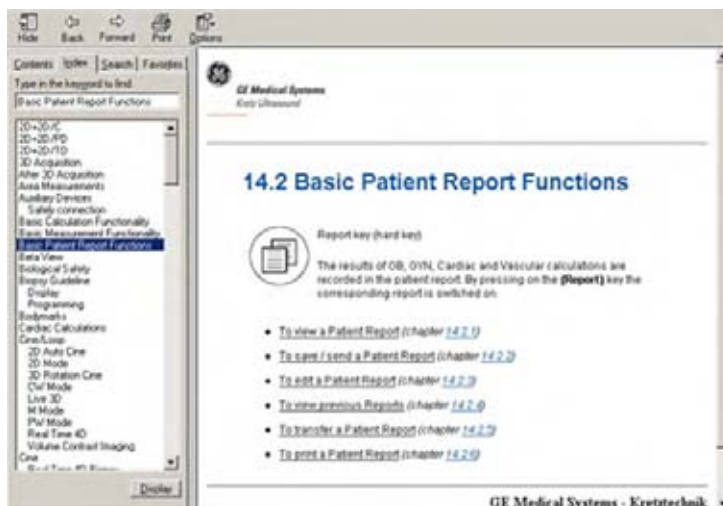 Hide Back Forward Print Options
Contents Index Search Favorites
Type in the keyword to find
Basic Patient Report Functions
2D+2D/C
2D+2D/PD
2D+2D/TD
3D Acquisition
After 3D Acquisition
Area Measurements
Auxiliary Devices
Safely connection
Basic Calculation Functionality
Basic Measurement Functionality
Basic Patient Report Functions
Beta View
Biological Safety
Biopsy Guideline
Display
Programming
Bodymarks
Cardiac Calculations
Cine/Loop
2D Auto Cine
2D Mode
3D Rotation Cine
CW Mode
Live 3D
M Mode
PW Mode
Real Time 4D
Volume Contrast Imaging
Cine
Display
GE Medical Systems
Kretz Ultrasound
14.2 Basic Patient Report Functions
Report key (hard key)
The results of OB, GYN, Cardiac and Vascular calculations are
recorded in the patient report. By pressing on the [Report] key the
corresponding report is switched on.
• To view a Patient Report (chapter 14.2.1)
• To save / send a Patient Report (chapter 14.2.2)
• To edit a Patient Report (chapter 14.2.3)
• To view previous Reports (chapter 14.2.4)
• To transfer a Patient Report (chapter 14.2.5)
• To print a Patient Report (chapter 14.2.6)
GE Medical Systems - Kretztechnik